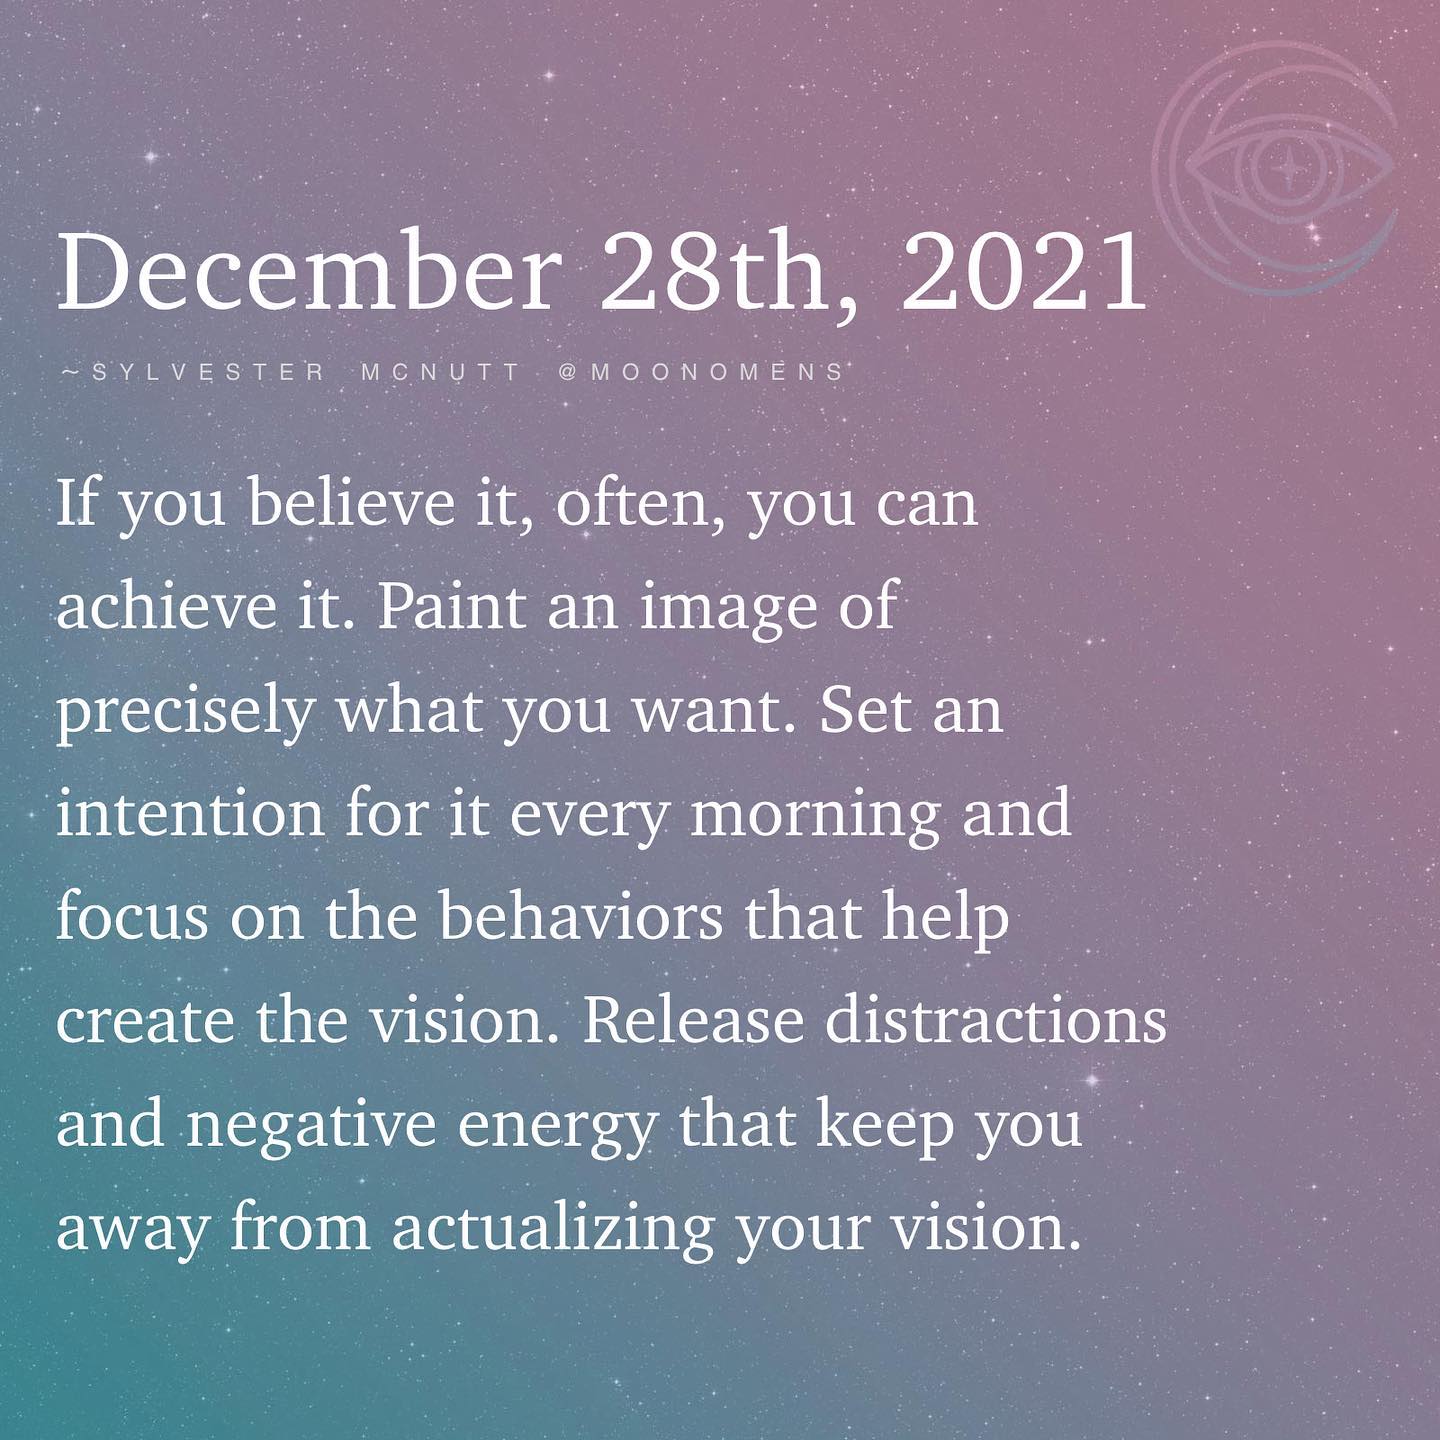 December 28th, 2021
~SYLVESTER MCNUTT @MOONOMENS
If you believe it, often, you can
achieve it. Paint an image of
precisely what you want. Set an
intention for it every morning and
focus on the behaviors that help
create the vision. Release distractions
and negative energy that keep you
away from actualizing your vision.